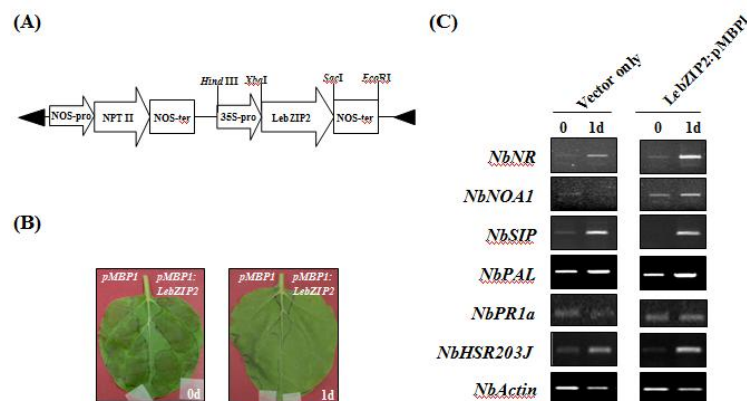 (A)
Hind III XbaI SacI EcoRI
NOS-pro NPT II NOS-ter 35S-pro LebZIP2 NOS-ter
(B)
pMBP1 pMBP1:
LebZIP2
0d
pMBP1 pMBP1:
LebZIP2
1d
(C)
Vector only LebZIP2:pMBP1
0 1d 0 1d
NbNR
NbNOA1
NbSIP
NbPAL
NbPR1a
NbHSR203J
NbActin